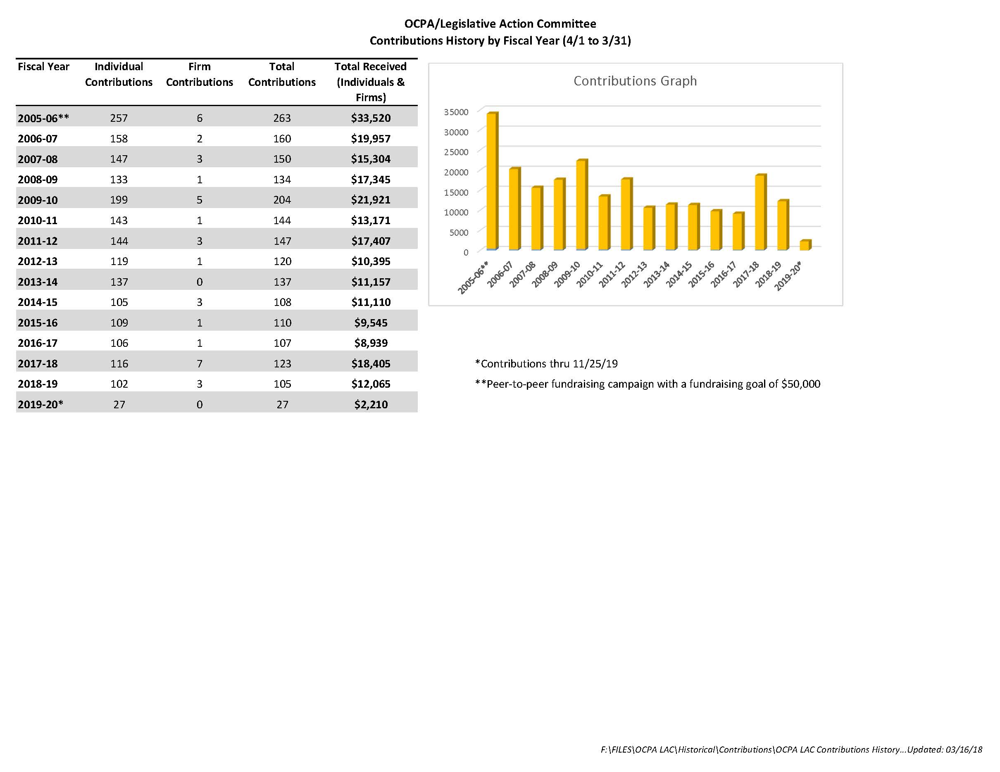 OCPA/Legislative Action Committee
Contributions History by Fiscal Year (4/1 to 3/31)
Fiscal Year Individual Firm Total Total Received
Contributions Contributions Contributions (Individuals &
Firms)
2005-06** 257 6 263 $33,520
2006-07 158 2 160 $19,957
2007-08 147 3 150 $15,304
2008-09 133 1 134 $17,345
2009-10 199 5 204 $21,921
2010-11 143 1 144 $13,171
2011-12 144 3 147 $17,407
2012-13 119 1 120 $10,395
2013-14 137 0 137 $11,157
2014-15 105 3 108 $11,110
2015-16 109 1 110 $9,545
2016-17 106 1 107 $8,939
2017-18 116 7 123 $18,405
2018-19 102 3 105 $12,065
2019-20* 27 0 27 $2,210
Contributions Graph
35000
30000
25000
20000
15000
10000
5000
0
2005-06** 2006-07 2007-08 2008-09 2009-10 2010-11 2011-12 2012-13 2013-14 2014-15 2015-16 2016-17 2017-18 2018-19 2019-20*
*Contributions thru 11/25/19
**Peer-to-peer fundraising campaign with a fundraising goal of $50,000
F:\FILES\OCPA LAC\Historical\Contributions\OCPA LAC Contributions History...Updated: 03/16/18